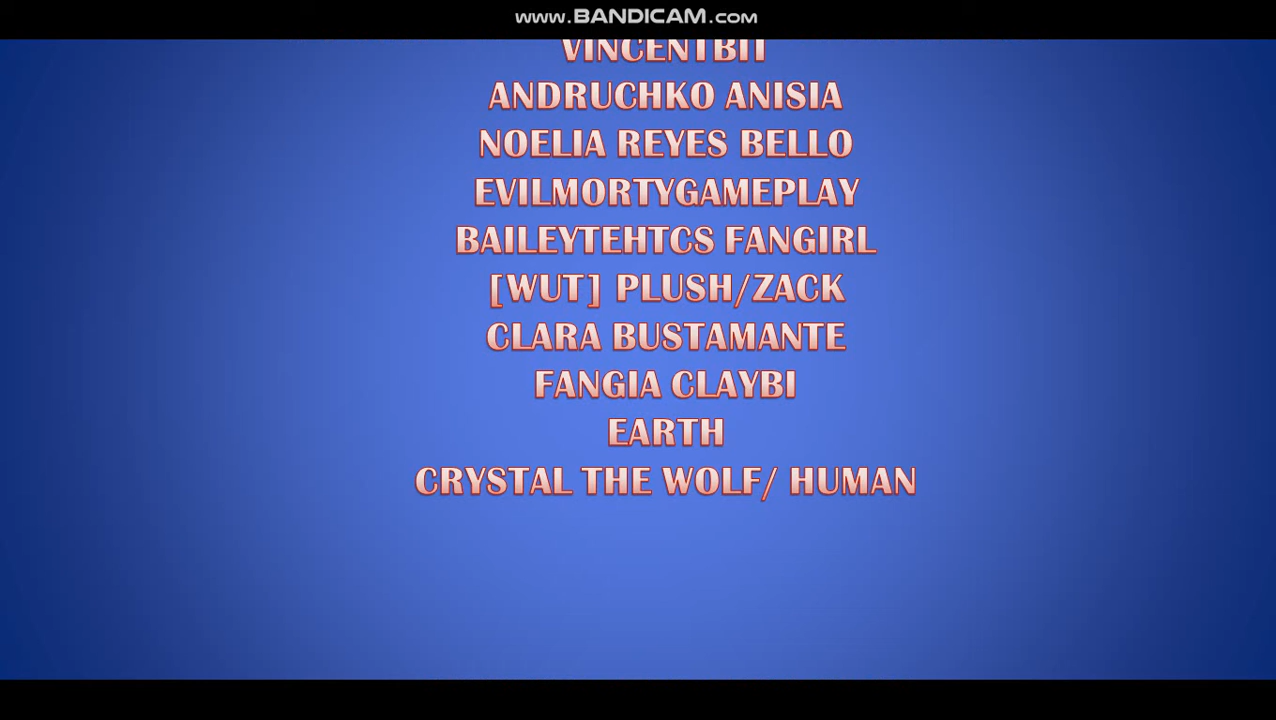 www.BANDICAM.com
VINCENTBIT
ANDRUCHKO ANISIA
NOELIA REYES BELLO
EVILMORTYGAMEPLAY
BAILEYTEHTCS FANGIRL
[WUT] PLUSH/ZACK
CLARA BUSTAMANTE
FANGIA CLAYBI
EARTH
CRYSTAL THE WOLF/ HUMAN